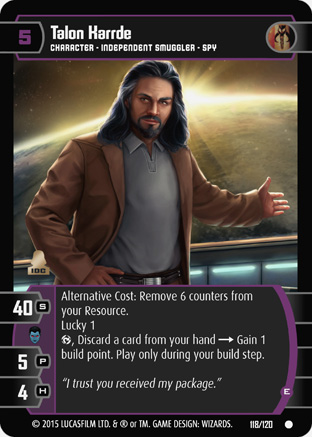 5
Talon Karrde
CHARACTER - INDEPENDENT SMUGGLER - SPY
IDC
40 S
5 P
4 H
Alternative Cost: Remove 6 counters from
your Resource.
Lucky 1
, Discard a card from your hand → Gain 1
build point. Play only during your build step.
“I trust you received my package.”
E
© 2015 LUCASFILM LTD. & ® or TM. GAME DESIGN: WIZARDS.
118/120